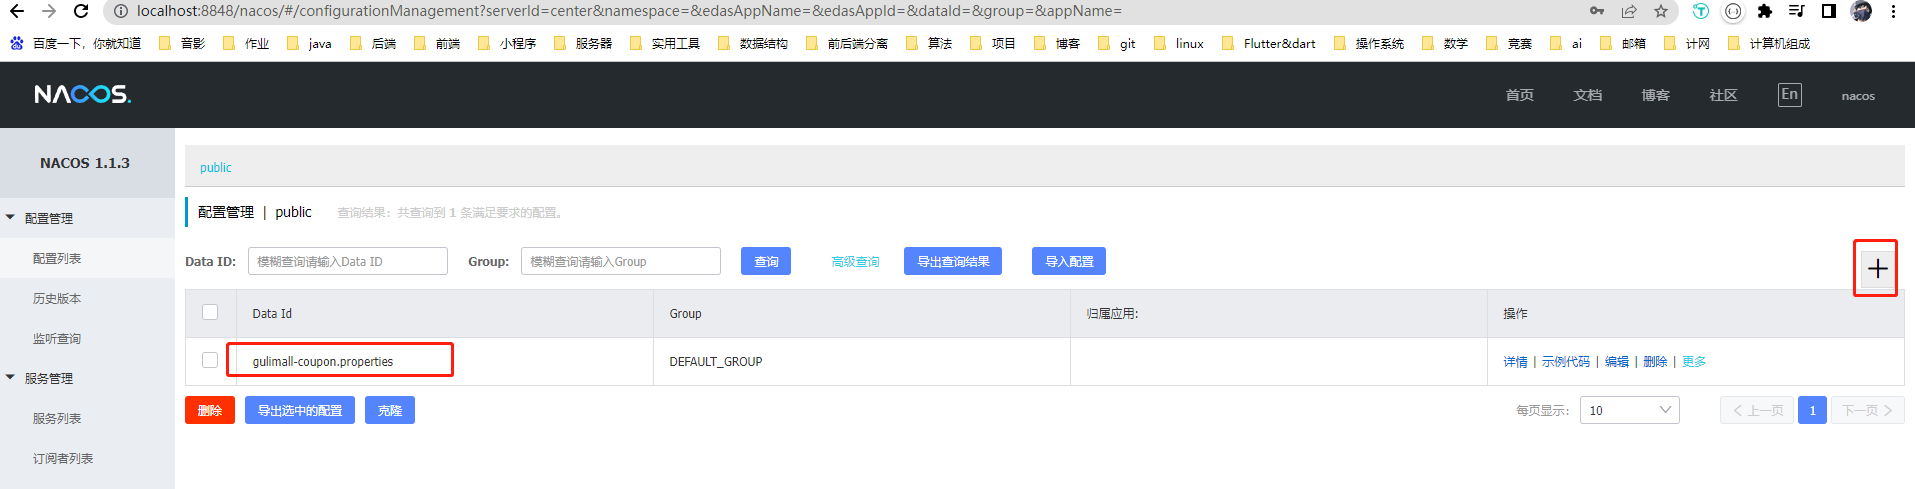 localhost:8848/nacos/#/configurationManagement?serverId=center&namespace=&edasAppName=&edasAppId=&dataId=&group=&appName=
百度一下，你就知道 音影 作业 java 后端 前端 小程序 服务器 实用工具 数据结构 前后端分离 算法 项目 博客 git linux Flutter&dart 操作系统 数学 竞赛 ai 邮箱 计网 计算机组成
NACOS. 首页 文档 博客 社区 En nacos
NACOS 1.1.3
配置管理
配置列表
历史版本
监听查询
服务管理
服务列表
订阅者列表
public
配置管理 | public 查询结果：共查询到 1 条满足要求的配置。
Data ID: 模糊查询请输入Data ID Group: 模糊查询请输入Group 查询 高级查询 导出查询结果 导入配置
Data Id Group 归属应用: 操作
gulimall-coupon.properties DEFAULT_GROUP 详情 | 示例代码 | 编辑 | 删除 | 更多
删除 导出选中的配置 克隆 每页显示: 10 上一页 1 下一页